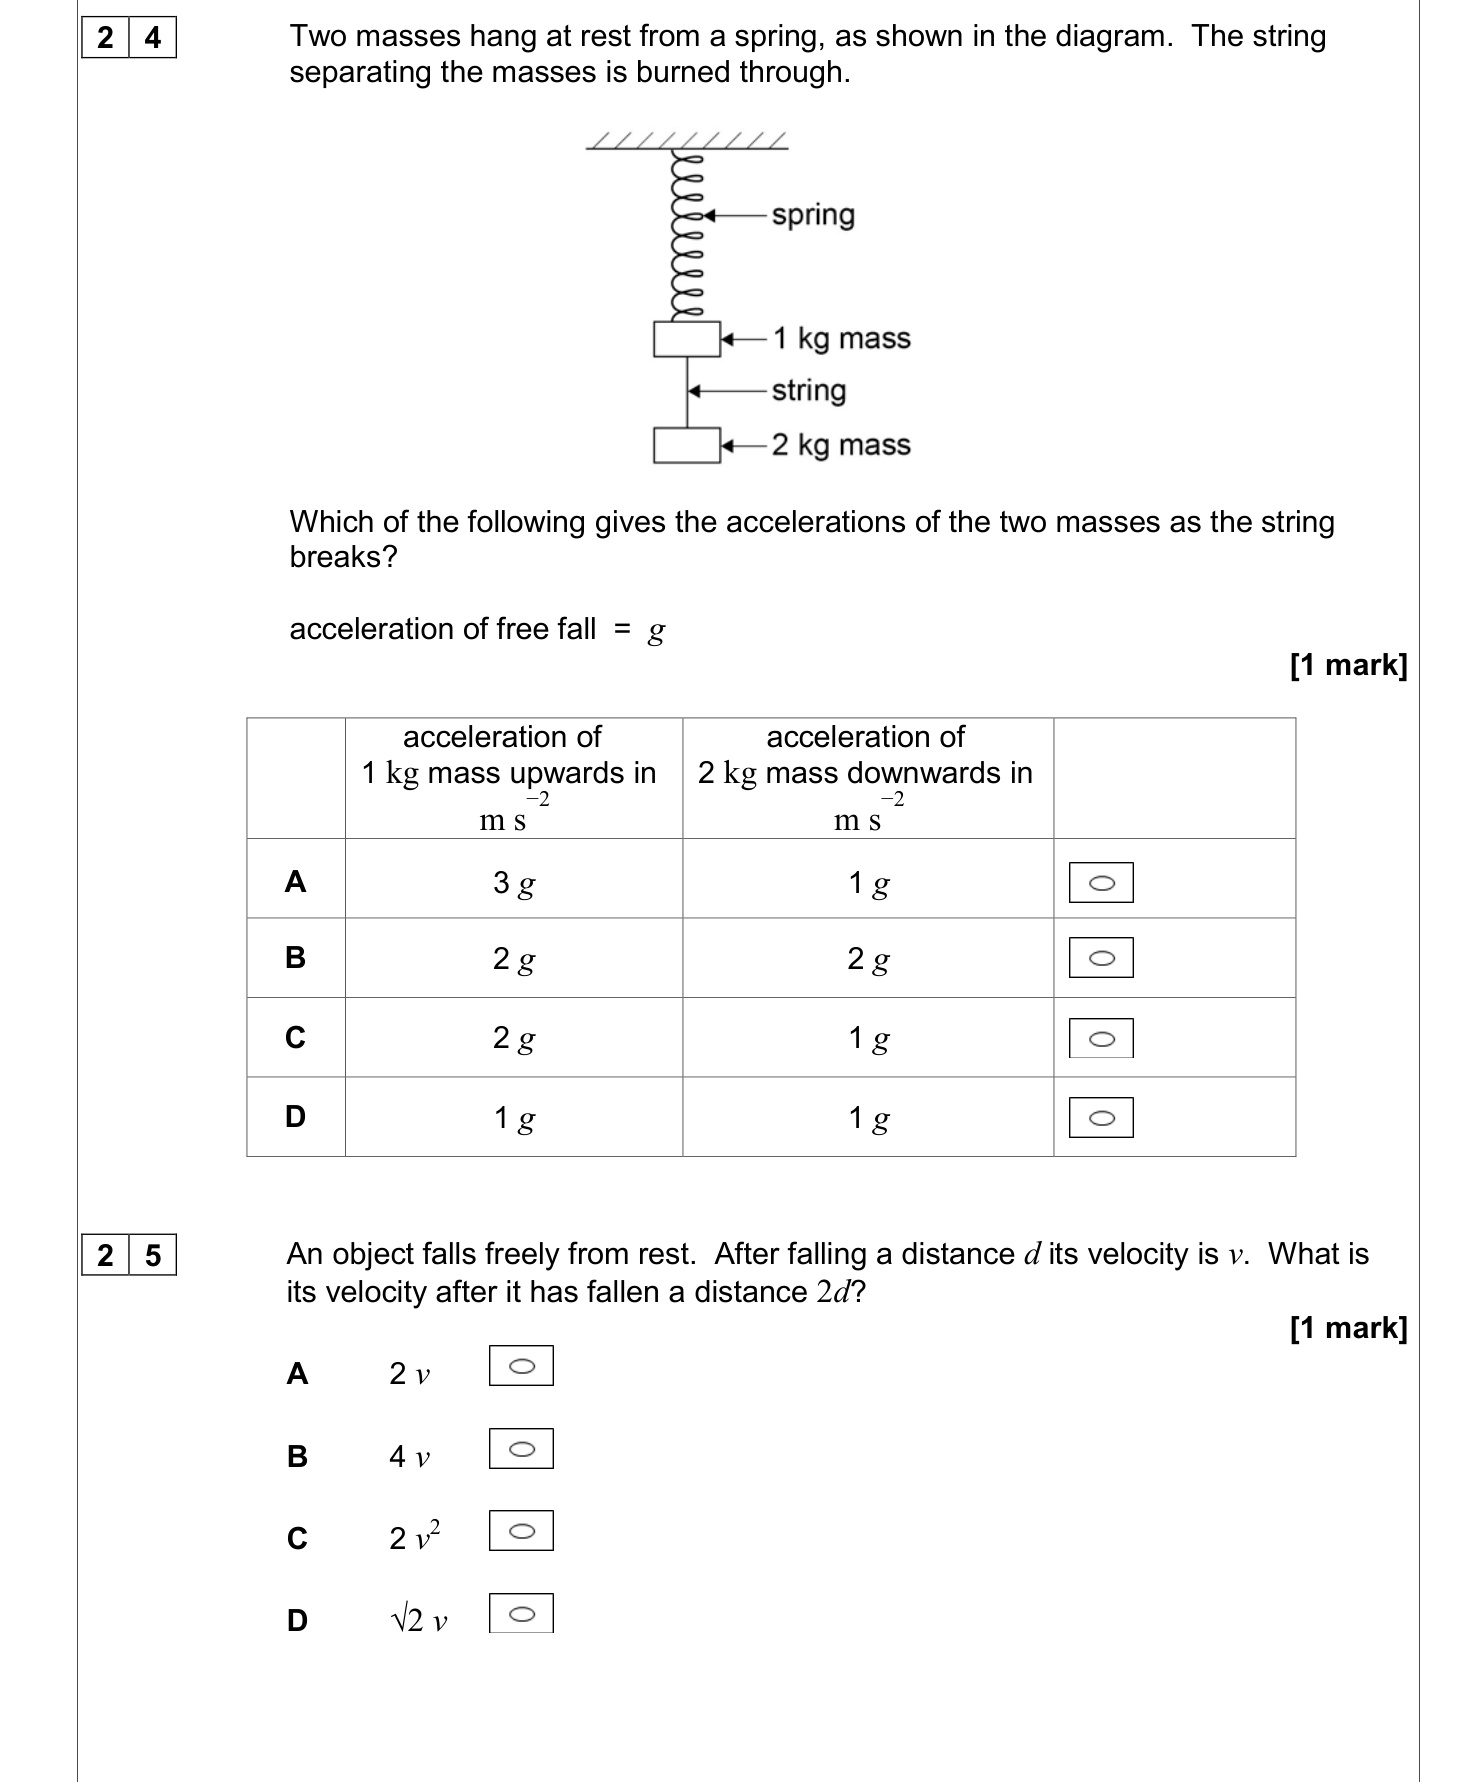 2 4 Two masses hang at rest from a spring, as shown in the diagram. The string
separating the masses is burned through.
spring
1 kg mass
string
2 kg mass
Which of the following gives the accelerations of the two masses as the string
breaks?
acceleration of free fall = g
[1 mark]
acceleration of
1 kg mass upwards in
m s⁻²
acceleration of
2 kg mass downwards in
m s⁻²
A 3 g 1 g
B 2 g 2 g
C 2 g 1 g
D 1 g 1 g
2 5 An object falls freely from rest. After falling a distance d its velocity is v. What is
its velocity after it has fallen a distance 2d?
[1 mark]
A 2 v
B 4 v
C 2 v²
D √2 v